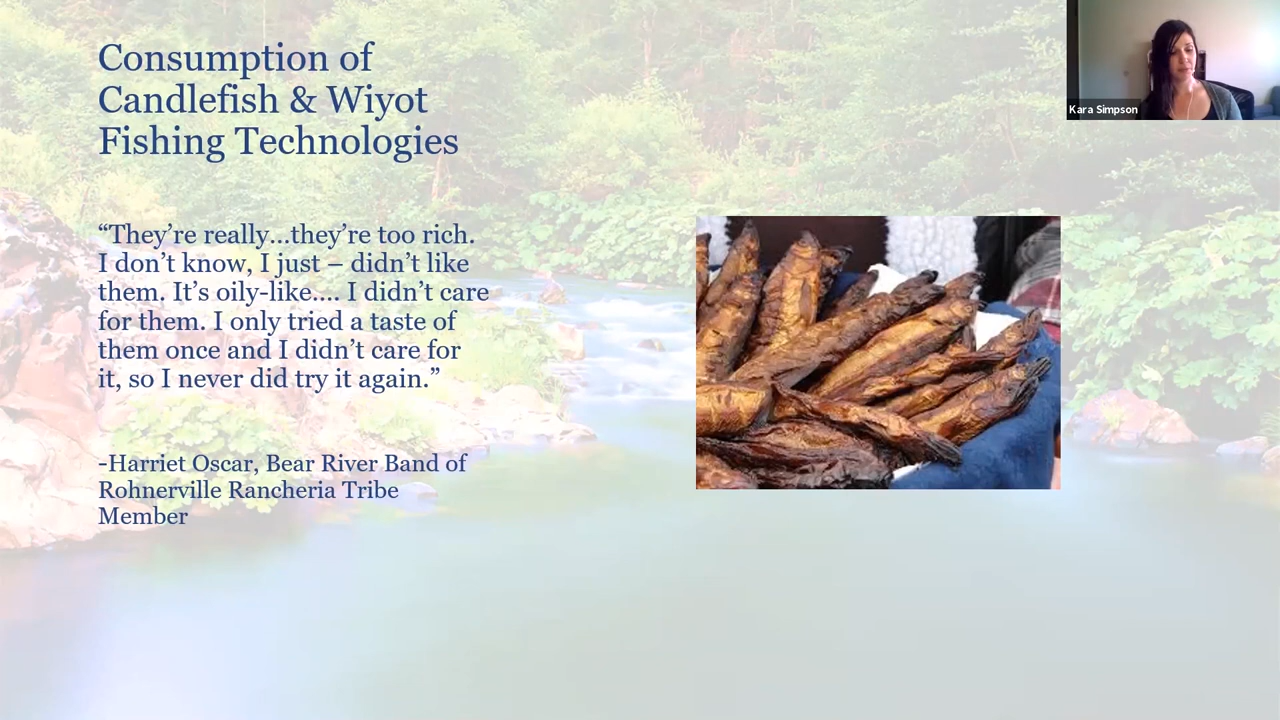 Consumption of
Candlefish & Wiyot
Fishing Technologies
Kara Simpson
“They’re really...they’re too rich.
I don’t know, I just – didn’t like
them. It’s oily-like.... I didn’t care
for them. I only tried a taste of
them once and I didn’t care for
it, so I never did try it again.”
-Harriet Oscar, Bear River Band of
Rohnerville Rancheria Tribe
Member